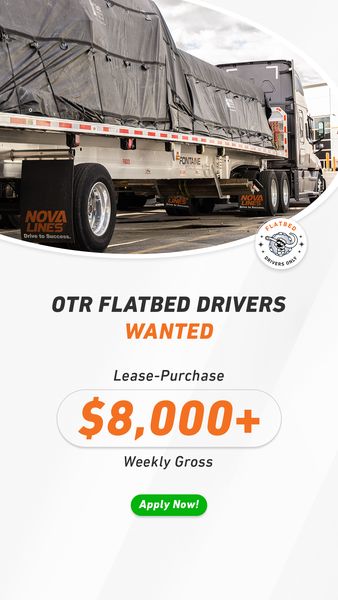 FONTAINE
NOVA
LINES
Drive to Success.
NOVA
LINES
FLATBED
DRIVERS ONLY
OTR FLATBED DRIVERS
WANTED
Lease-Purchase
$8,000+
Weekly Gross
Apply Now!